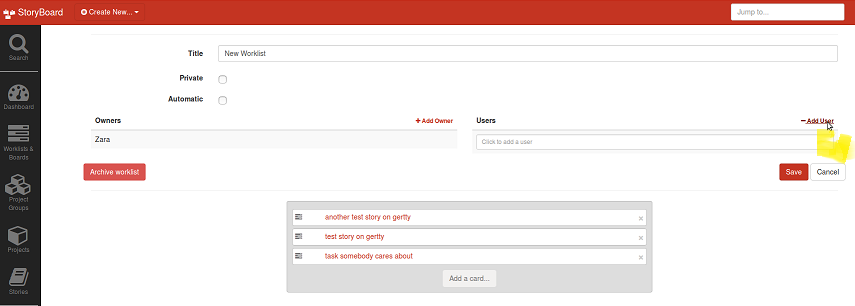 StoryBoard
Create New...
Jump to...
Search
Dashboard
Worklists &
Boards
Project
Groups
Projects
Stories
Title
New Worklist
Private
Automatic
Owners
Add Owner
Zara
Users
Add User
Click to add a user
Archive worklist
Save
Cancel
another test story on gertty
test story on gertty
task somebody cares about
Add a card...